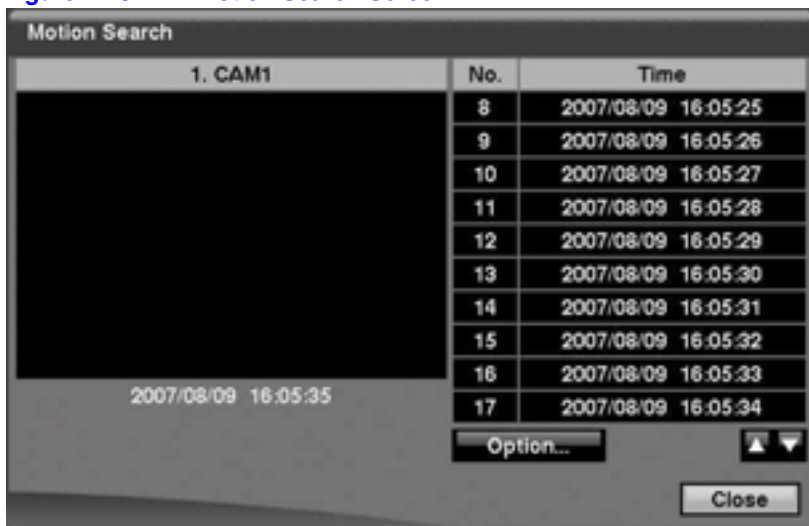 Motion Search
1. CAM1
2007/08/09 16:05:35
No. Time
8 2007/08/09 16:05:25
9 2007/08/09 16:05:26
10 2007/08/09 16:05:27
11 2007/08/09 16:05:28
12 2007/08/09 16:05:29
13 2007/08/09 16:05:30
14 2007/08/09 16:05:31
15 2007/08/09 16:05:32
16 2007/08/09 16:05:33
17 2007/08/09 16:05:34
Option...
Close